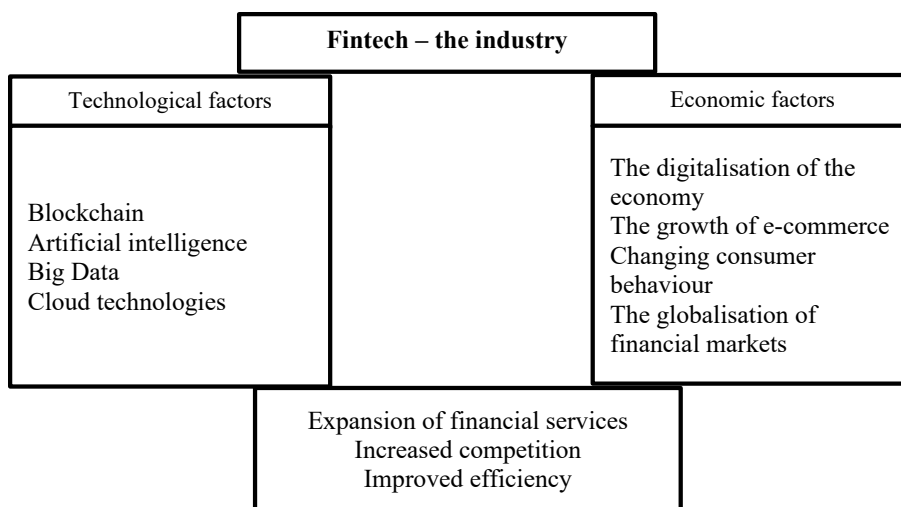 Fintech – the industry
Technological factors
Blockchain
Artificial intelligence
Big Data
Cloud technologies
Economic factors
The digitalisation of the
economy
The growth of e-commerce
Changing consumer
behaviour
The globalisation of
financial markets
Expansion of financial services
Increased competition
Improved efficiency